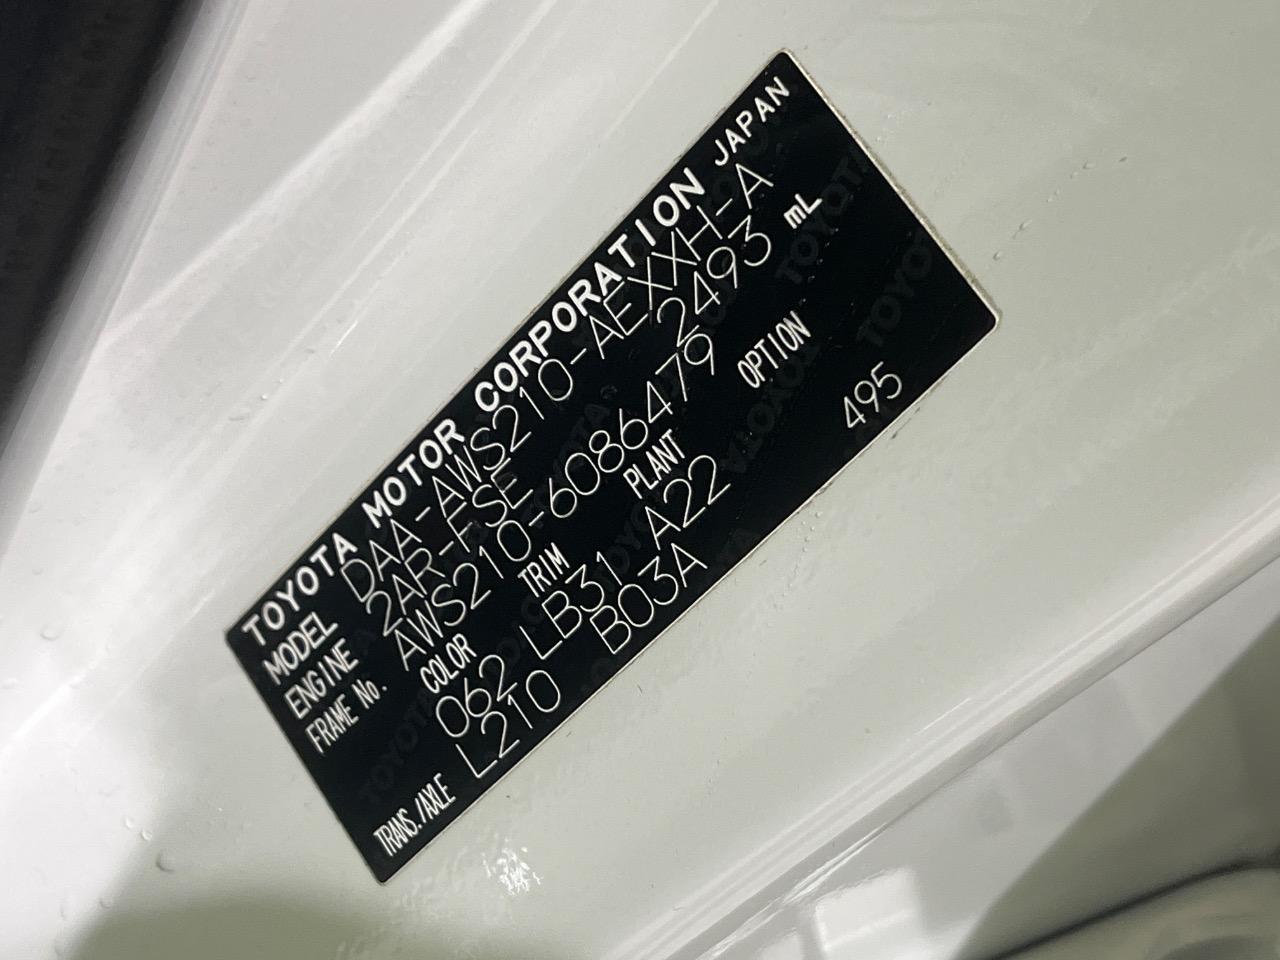 TOYOTA MOTOR CORPORATION JAPAN
MODEL DAA-AWS210-AEXXH-A
ENGINE 2AR-FSE 2493 mL
FRAME No. AWS210-6086479
COLOR TRIM PLANT OPTION
062 LB31 A22 495
TRANS./AXLE L210 B03A